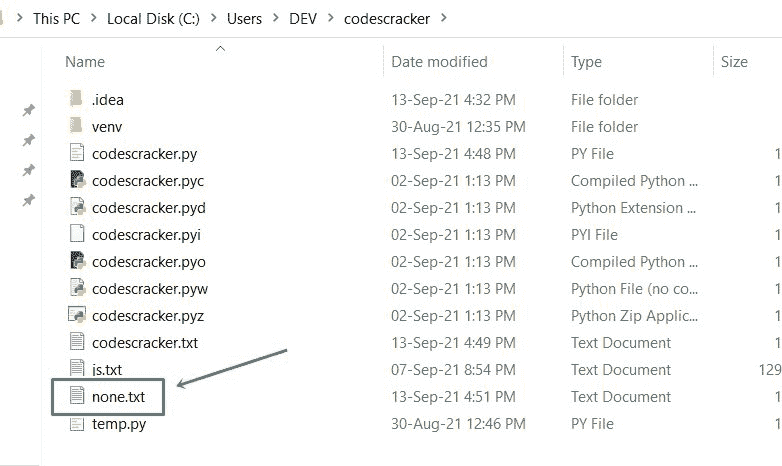 This PC > Local Disk (C:) > Users > DEV > codescracker >
Name Date modified Type Size
.idea 13-Sep-21 4:32 PM File folder
venv 30-Aug-21 12:35 PM File folder
codescracker.py 13-Sep-21 4:48 PM PY File 1
codescracker.pyc 02-Sep-21 1:13 PM Compiled Python ... 1
codescracker.pyd 02-Sep-21 1:13 PM Python Extension ... 1
codescracker.pyi 02-Sep-21 1:13 PM PYI File 1
codescracker.pyo 02-Sep-21 1:13 PM Compiled Python ... 1
codescracker.pyw 02-Sep-21 1:13 PM Python File (no co... 1
codescracker.pyz 02-Sep-21 1:13 PM Python Zip Applic... 1
codescracker.txt 13-Sep-21 4:49 PM Text Document 1
js.txt 07-Sep-21 8:54 PM Text Document 129
none.txt 13-Sep-21 4:51 PM Text Document 1
temp.py 30-Aug-21 12:46 PM PY File 1